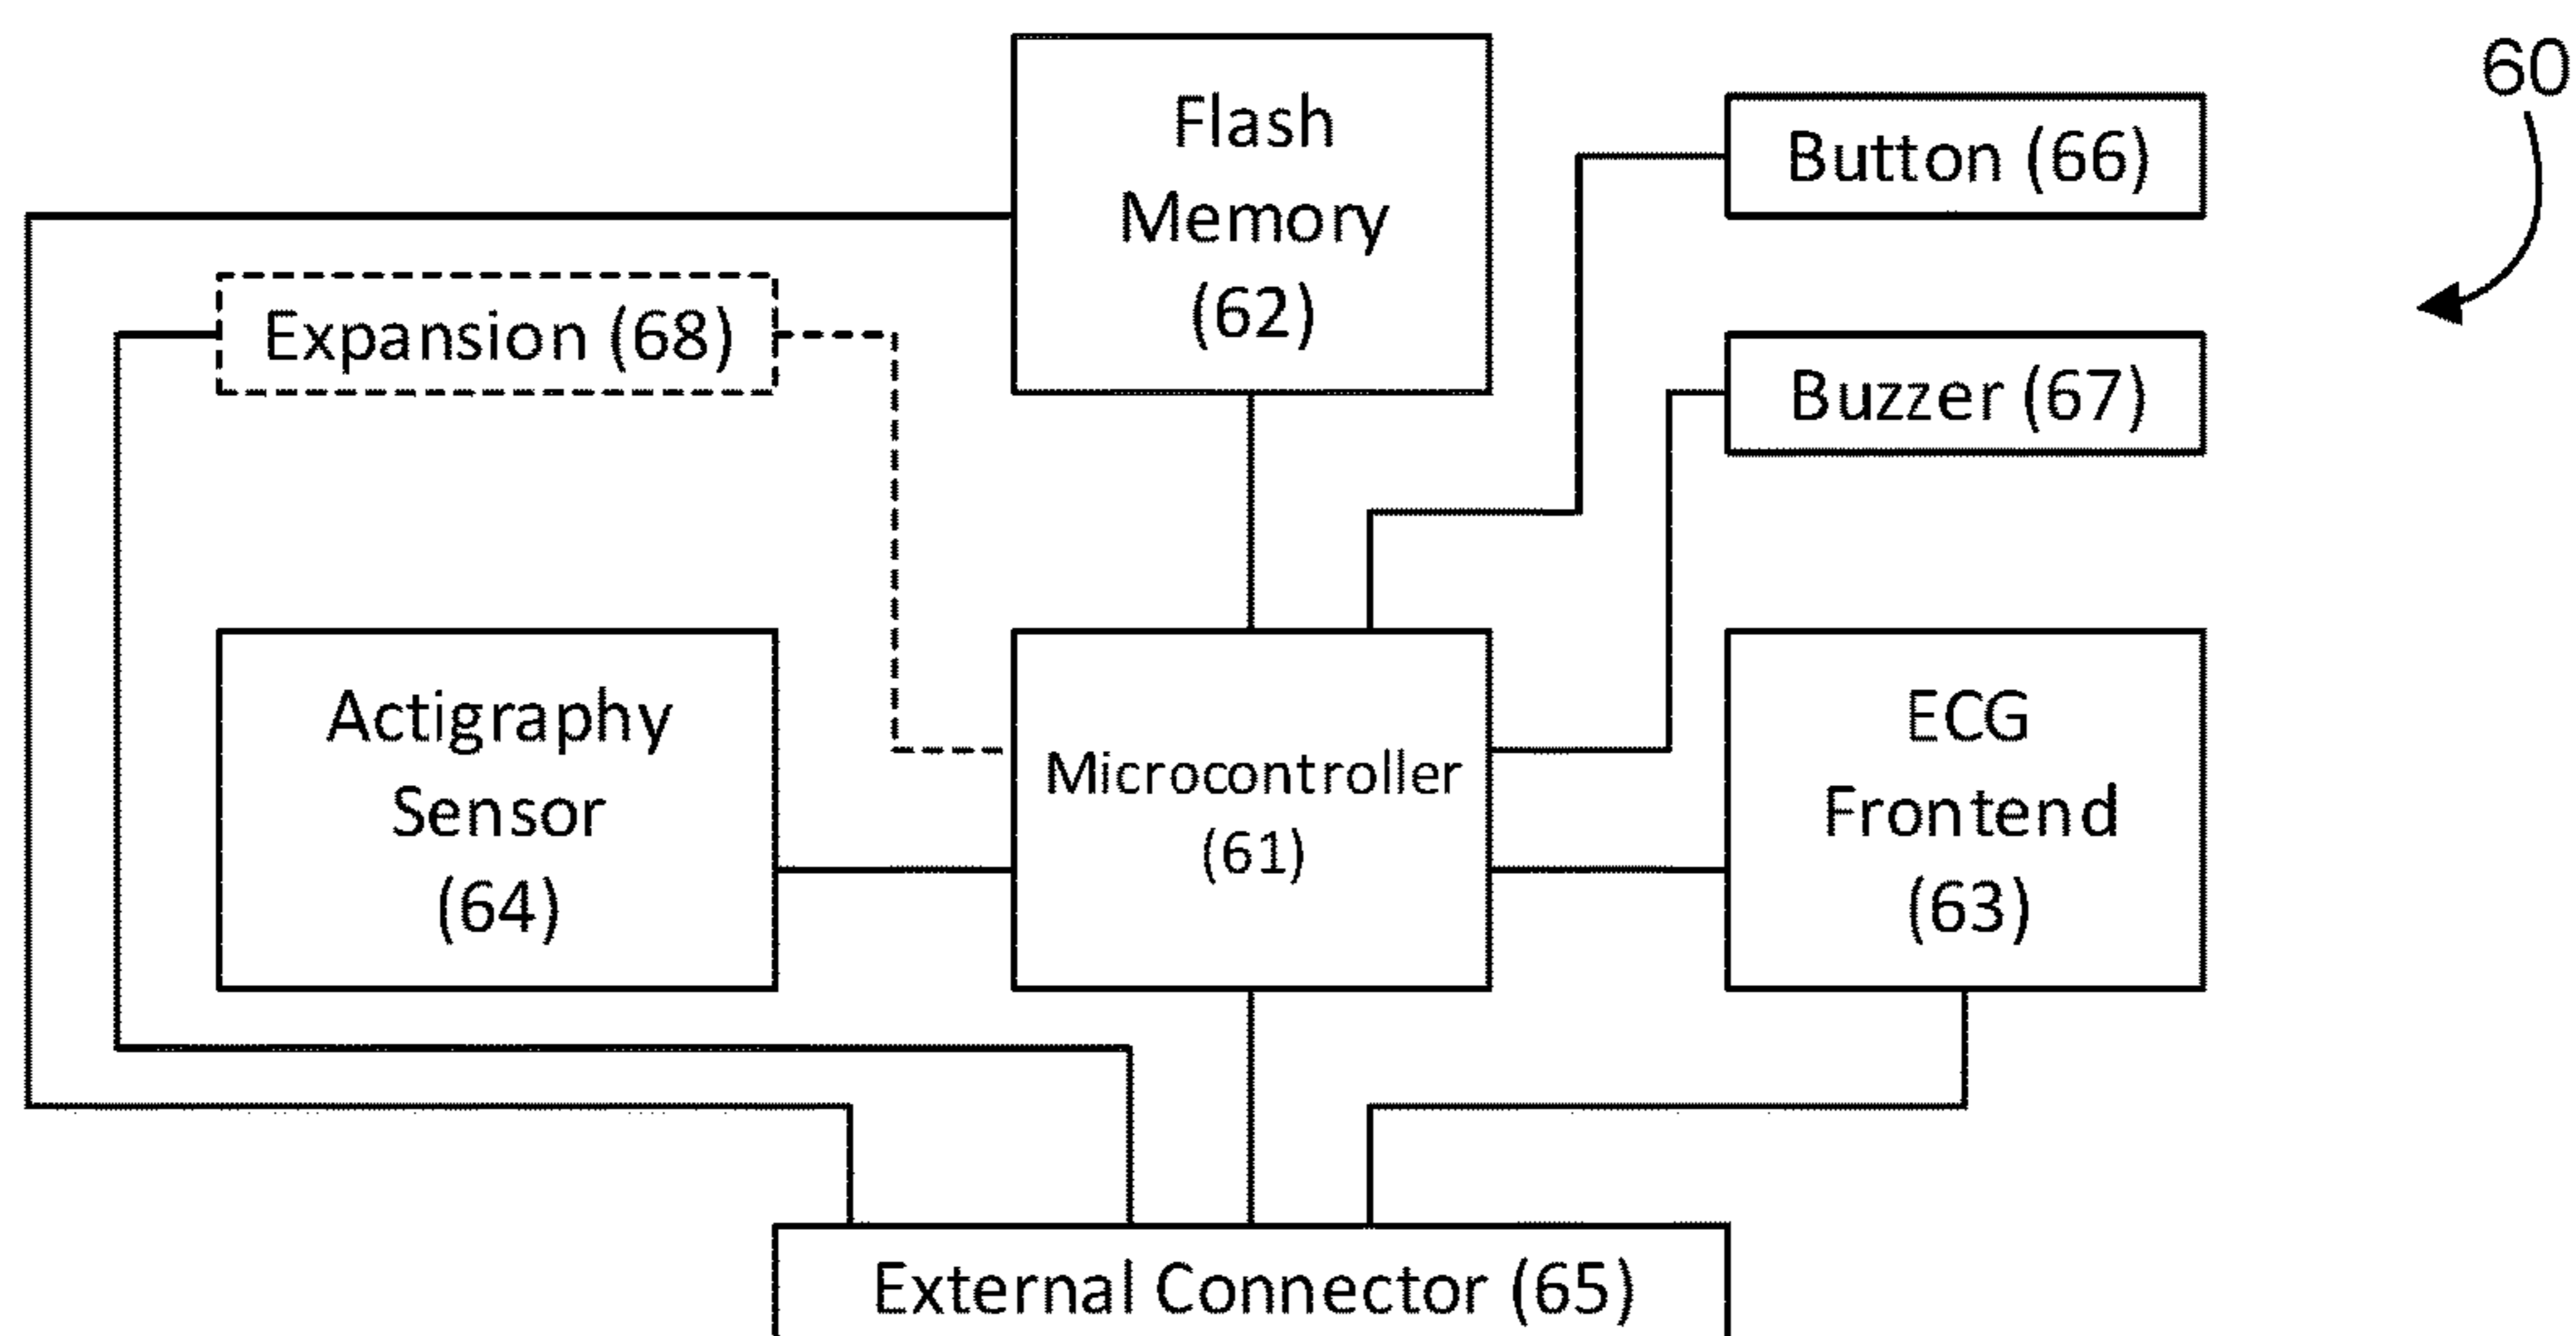 60
Flash
Memory
(62)
Button (66)
Expansion (68)
Buzzer (67)
Actigraphy
Sensor
(64)
Microcontroller
(61)
ECG
Frontend
(63)
External Connector (65)